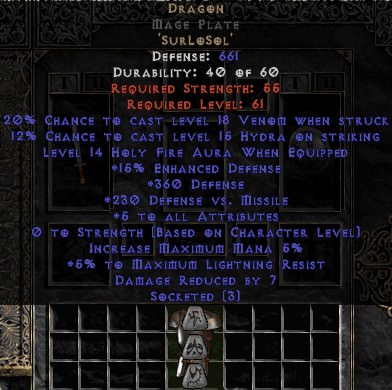 Dragon
Mage Plate
'SurLoSol'
Defense: 661
Durability: 40 of 60
Required Strength: 55
Required Level: 61
20% Chance to cast level 18 Venom when struck
12% Chance to cast level 15 Hydra on striking
Level 14 Holy Fire Aura When Equipped
+15% Enhanced Defense
+360 Defense
+230 Defense vs. Missile
+5 to all Attributes
0 to Strength (Based on Character Level)
Increase Maximum Mana 5%
+5% to Maximum Lightning Resist
Damage Reduced by 7
Socketed (3)